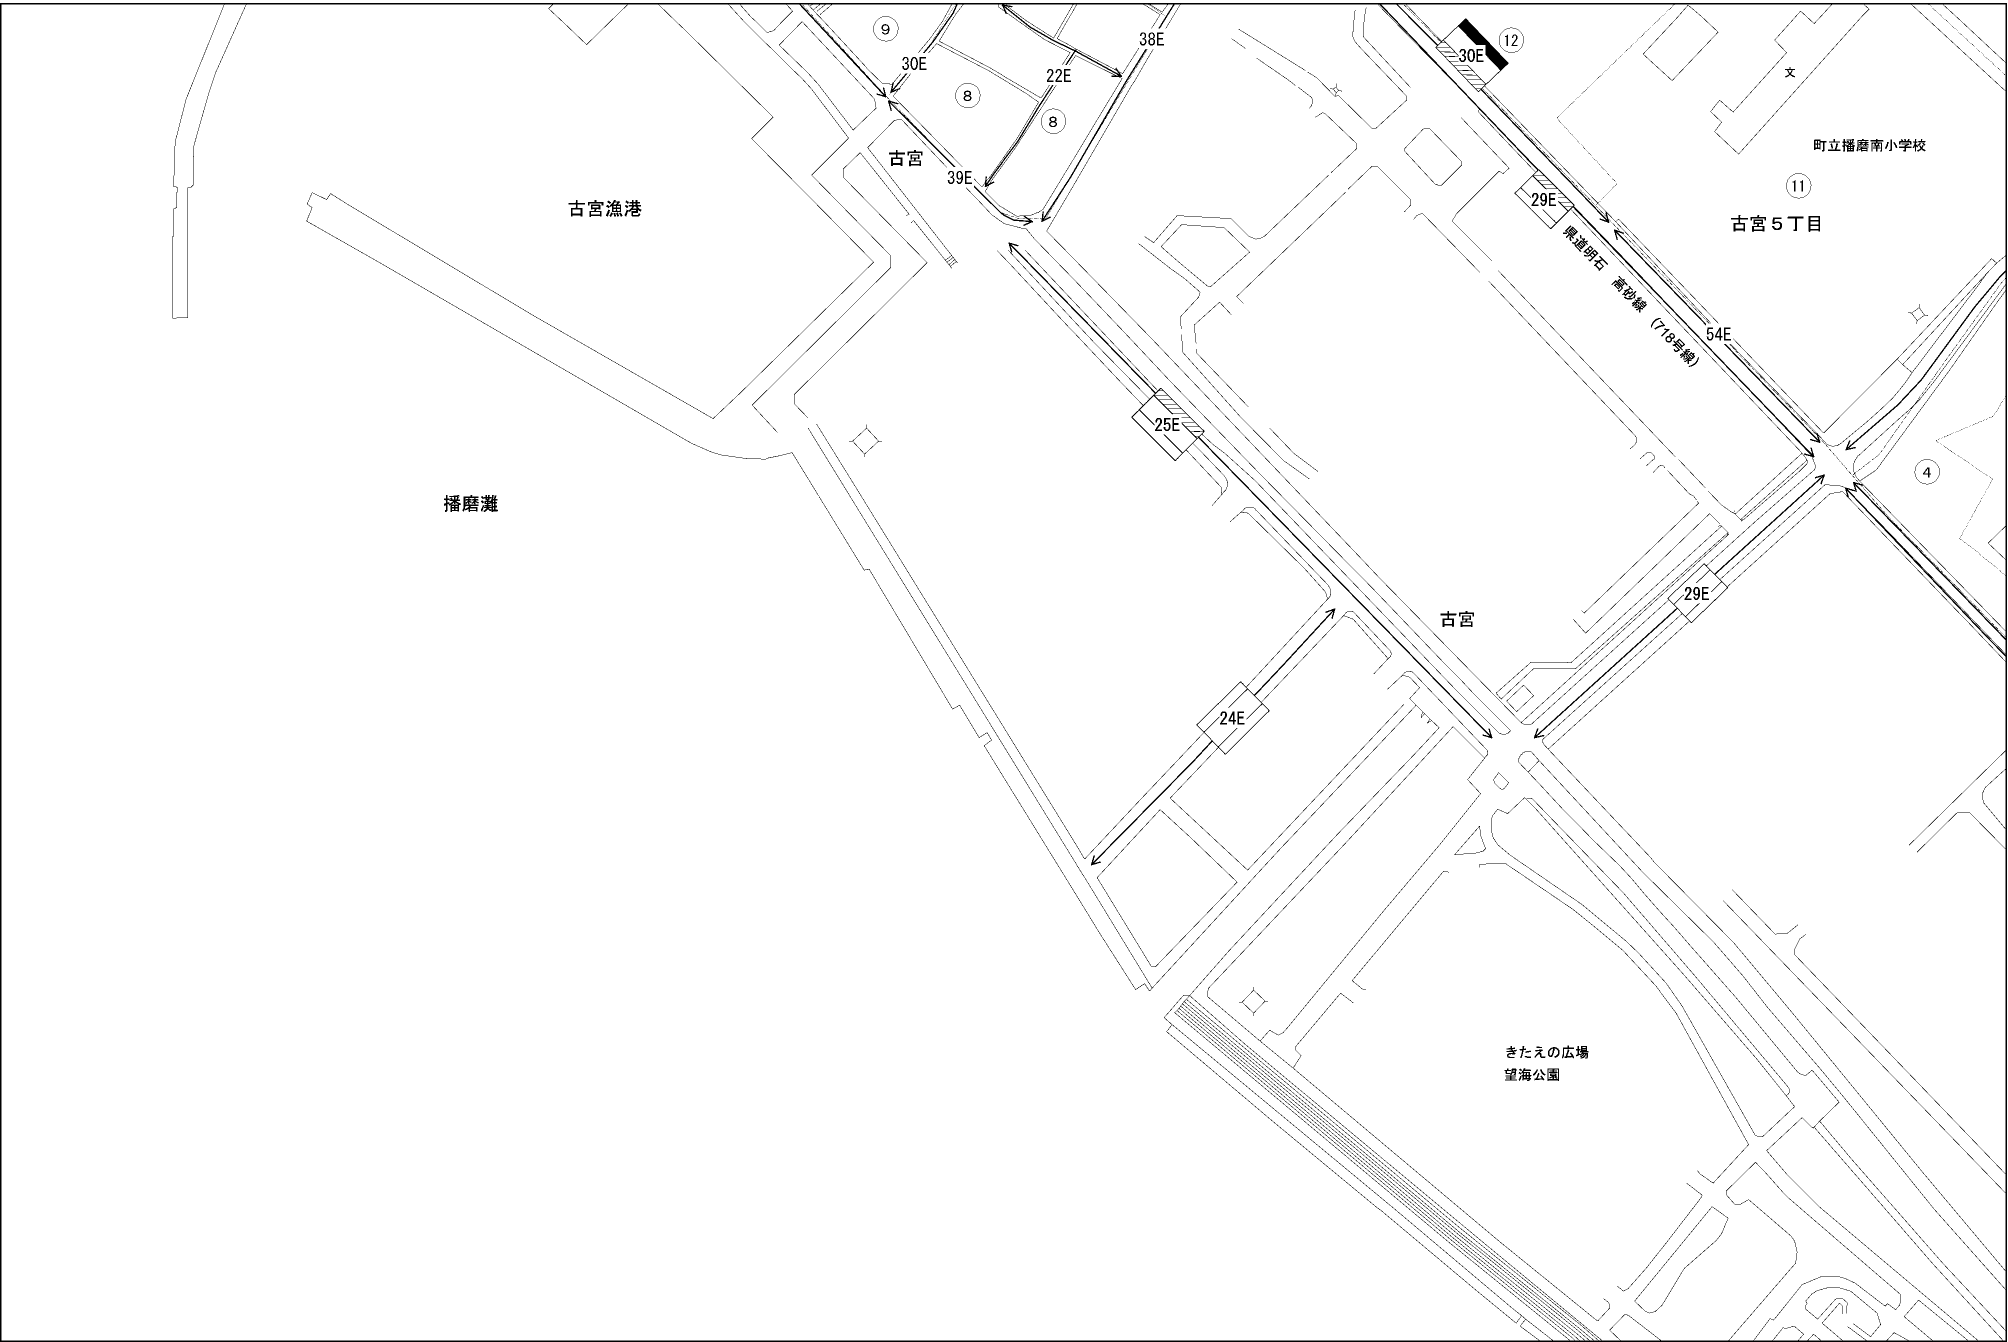 ⑨
38E
⑫
30E
30E
22E
文
⑧
⑧
町立播磨南小学校
古宮
39E
⑪
29E
古宮漁港
古宮５丁目
県道明石 高砂線 (718号線)
54E
25E
④
播磨灘
29E
古宮
24E
きたえの広場
望海公園